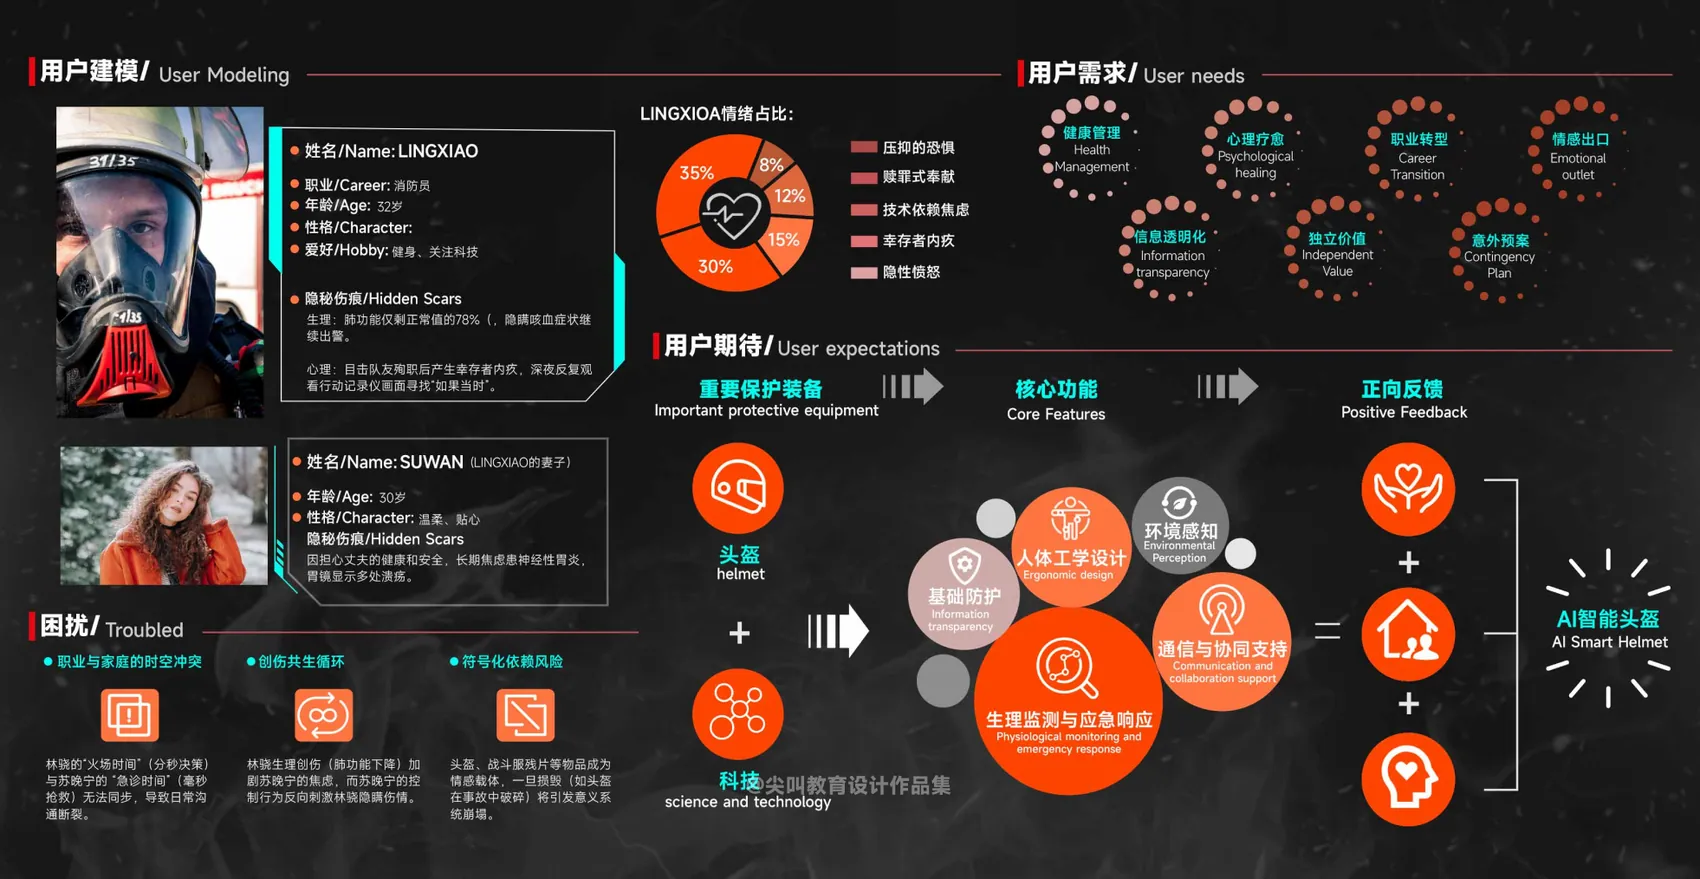 用户建模/ User Modeling
31/35
31/35
姓名/Name: LINGXIAO
职业/Career: 消防员
年龄/Age: 32岁
性格/Character:
爱好/Hobby: 健身、关注科技
隐秘伤痕/Hidden Scars
生理：肺功能仅剩正常值的78%（，隐瞒咳血症状继
续出警。
心理：目击队友殉职后产生幸存者内疚，深夜反复观
看行动记录仪画面寻找“如果当时”。
姓名/Name: SUWAN (LINGXIAO的妻子)
年龄/Age: 30岁
性格/Character: 温柔、贴心
隐秘伤痕/Hidden Scars
因担心丈夫的健康和安全，长期焦虑患神经性胃炎，
胃镜显示多处溃疡。
困扰/ Troubled
职业与家庭的时空冲突
林骁的“火场时间”（分秒决策）
与苏晚宁的 “急诊时间”（毫秒
抢救）无法同步，导致日常沟
通断裂。
创伤共生循环
林骁生理创伤（肺功能下降）加
剧苏晚宁的焦虑，而苏晚宁的控
制行为反向刺激林骁隐瞒伤情。
符号化依赖风险
头盔、战斗服残片等物品成为
情感载体，一旦损毁（如头盔
在事故中破碎）将引发意义系
统崩塌。
LINGXIOA情绪占比：
35%
8%
12%
15%
30%
压抑的恐惧
赎罪式奉献
技术依赖焦虑
幸存者内疚
隐性愤怒
用户需求/ User needs
健康管理
Health
Management
心理疗愈
Psychological
healing
职业转型
Career
Transition
情感出口
Emotional
outlet
信息透明化
Information
transparency
独立价值
Independent
Value
意外预案
Contingency
Plan
用户期待/ User expectations
重要保护装备
Important protective equipment
核心功能
Core Features
正向反馈
Positive Feedback
头盔
helmet
+
科技
science and technology
@尖叫教育设计作品集
基础防护
Information
transparency
人体工学设计
Ergonomic design
环境感知
Environmental
Perception
通信与协同支持
Communication and
collaboration support
生理监测与应急响应
Physiological monitoring and
emergency response
=
+
+
AI智能头盔
AI Smart Helmet